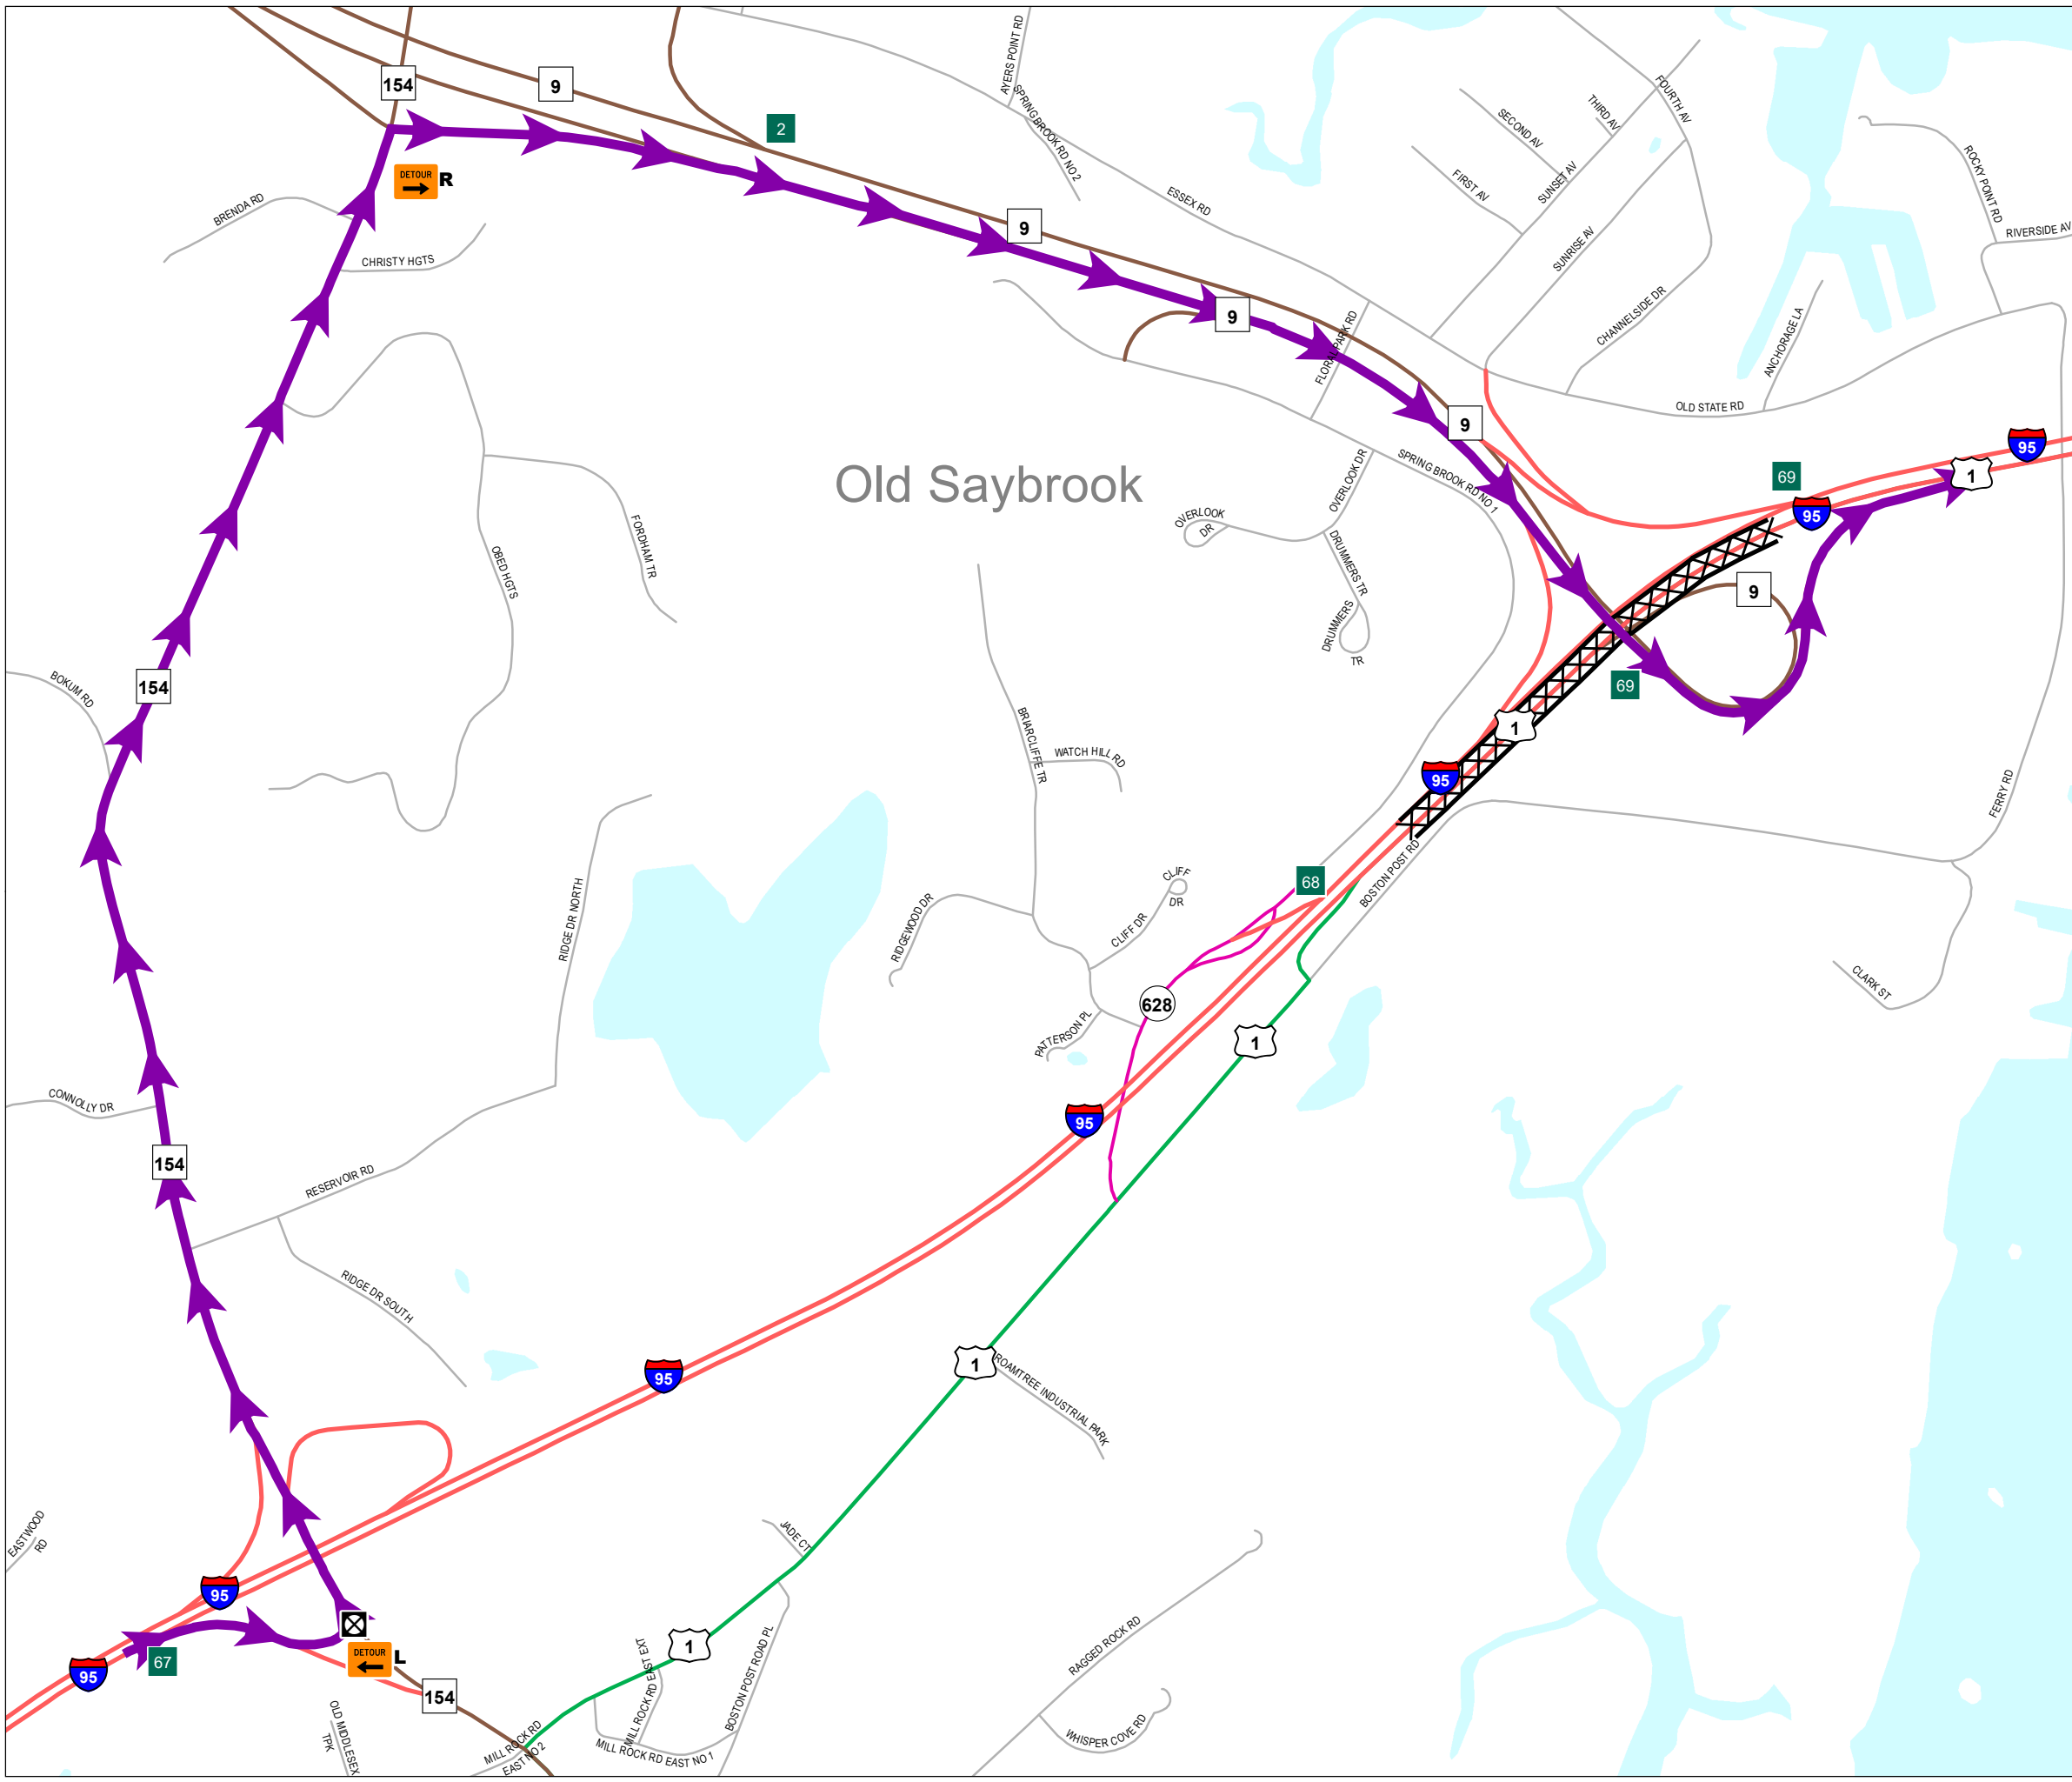 154
9
2
AYERS POINT RD
SPRING BROOK RD NO 2
FOURTH AV
THIRD AV
SECOND AV
FIRST AV
SUNSET AV
SUNRISE AV
ROCKY POINT RD
RIVERSIDE AV
DETOUR
R
BRENDA RD
CHRISTY HGTS
ESSEX RD
9
9
FLORAL PARK RD
CHANNELSIDE DR
ANCHORAGE LA
OLD STATE RD
9
95
1
69
95
Old Saybrook
SPRING BROOK RD NO 1
OVERLOOK DR
OVERLOOK
DR
DRUMMERS TR
DRUMMERS
TR
FORDHAM TR
OBED HGTS
9
69
154
BOKUM RD
BRIARCLIFFE TR
WATCH HILL RD
1
95
FERRY RD
68
BOSTON POST RD
CLIFF
DR
CLIFF DR
RIDGEWOOD DR
RIDGE DR NORTH
CLARK ST
628
1
PATTERSON PL
95
CONNOLLY DR
154
RESERVOIR RD
RIDGE DR SOUTH
95
1
ROAMTREE INDUSTRIAL PARK
EASTWOOD
RD
JADE CT
95
67
95
DETOUR
L
154
1
MILL ROCK RD EAST EXT
BOSTON POST ROAD PL
RAGGED ROCK RD
WHISPER COVE RD
OLD MIDDLESEX
TPK
MILL ROCK RD
EAST NO 2
MILL ROCK RD EAST NO 1